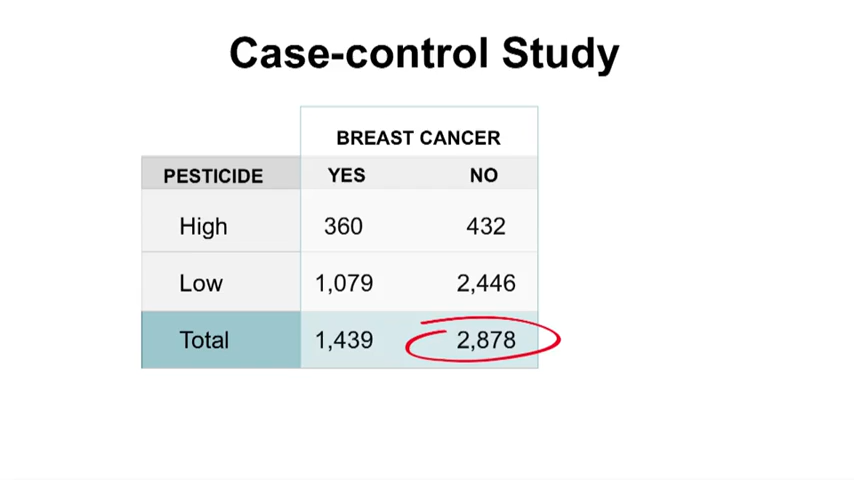 Case-control Study
BREAST CANCER
PESTICIDE YES NO
High 360 432
Low 1,079 2,446
Total 1,439 2,878